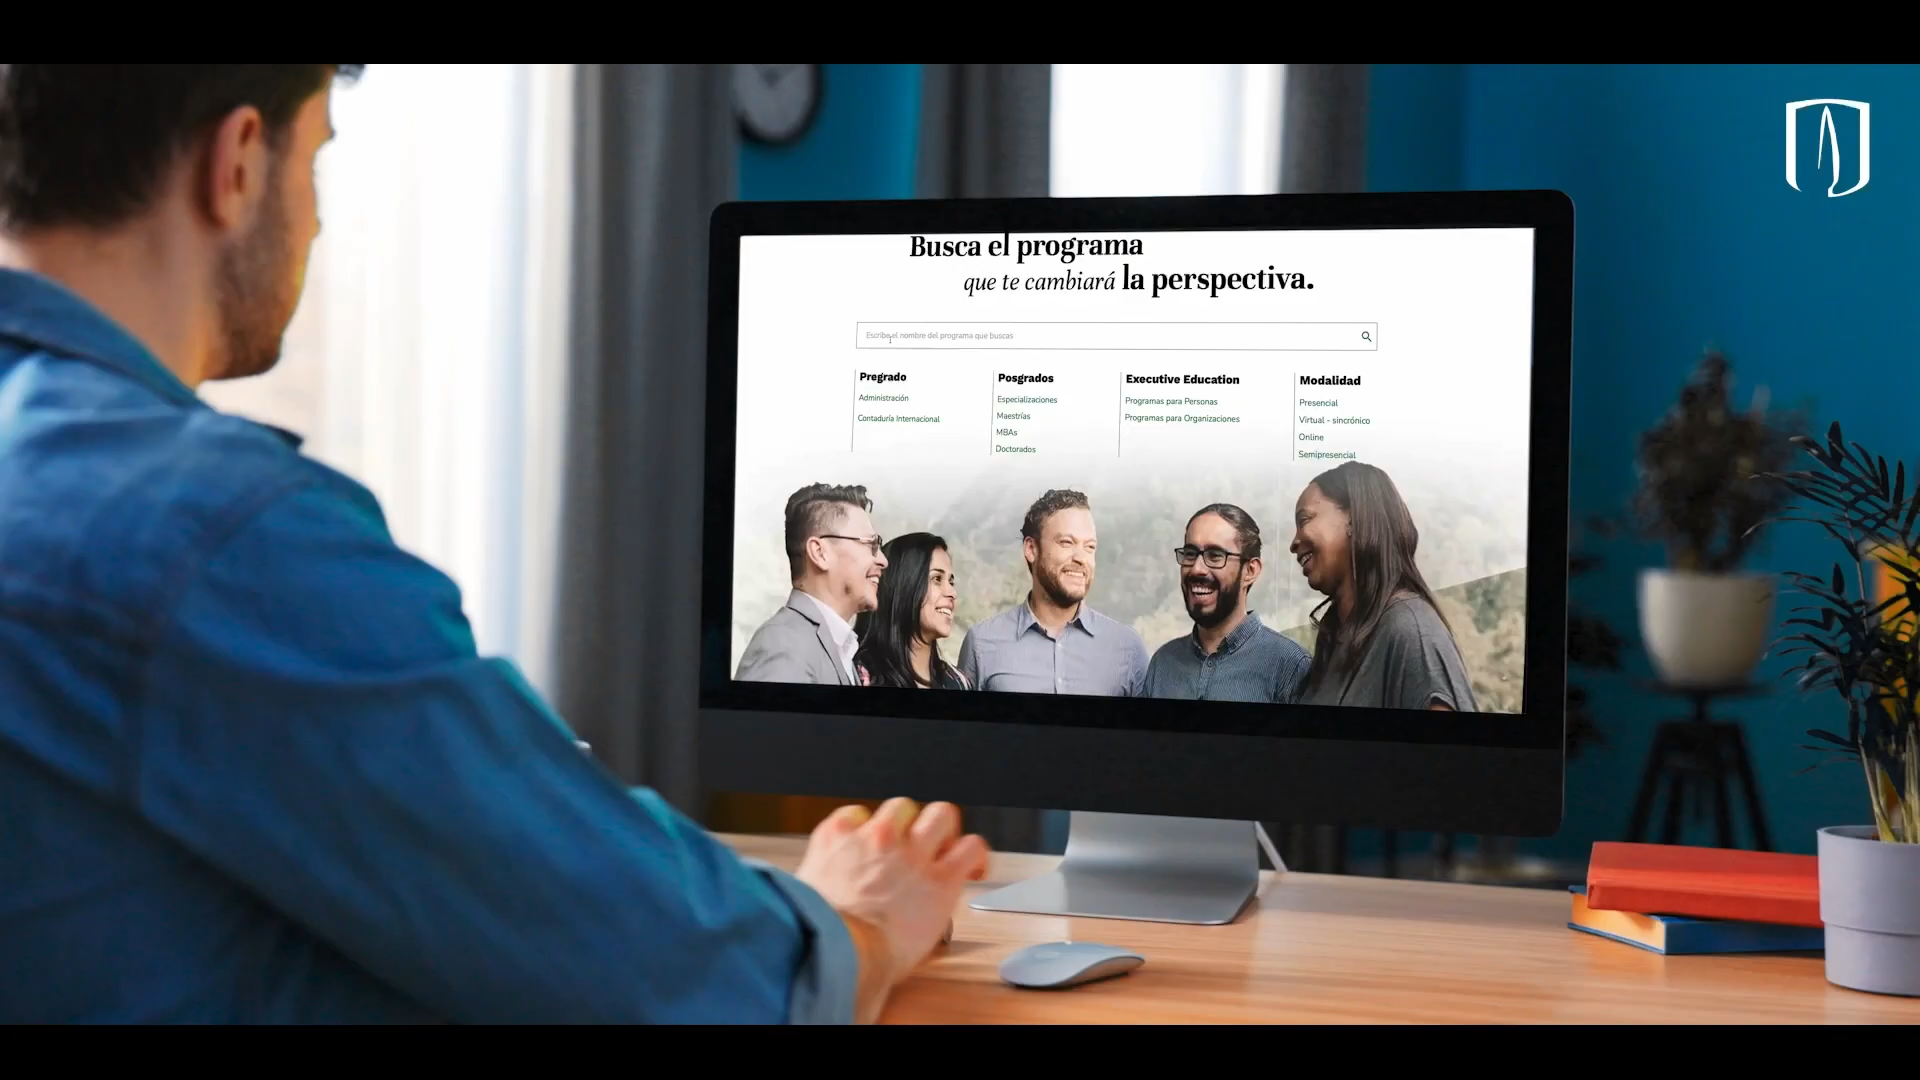 Busca el programa
que te cambiará la perspectiva.
Escribe el nombre del programa que buscas
Pregrado
Administración
Contaduría Internacional
Posgrados
Especializaciones
Maestrías
MBAs
Doctorados
Executive Education
Programas para Personas
Programas para Organizaciones
Modalidad
Presencial
Virtual - sincrónico
Online
Semipresencial